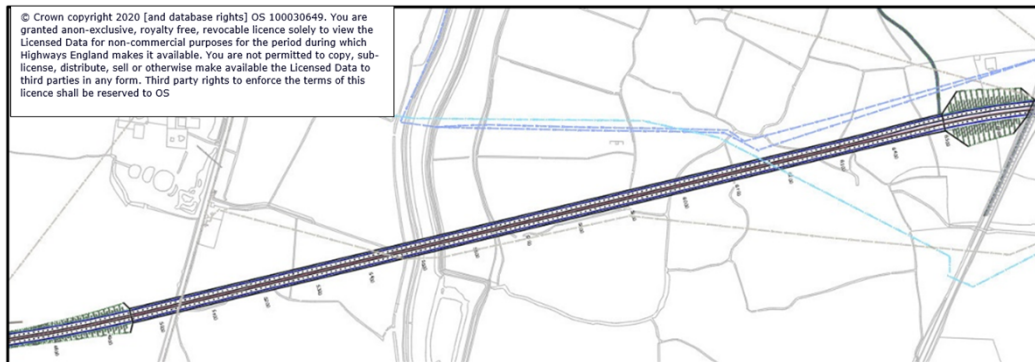 © Crown copyright 2020 [and database rights] OS 100030649. You are
granted anon-exclusive, royalty free, revocable licence solely to view the
Licensed Data for non-commercial purposes for the period during which
Highways England makes it available. You are not permitted to copy, sub-
license, distribute, sell or otherwise make available the Licensed Data to
third parties in any form. Third party rights to enforce the terms of this
licence shall be reserved to OS